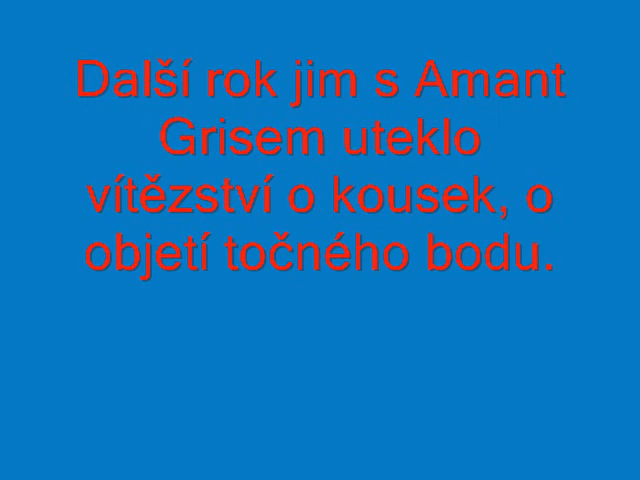 Další rok jim s Amant
Grisem uteklo
vítězství o kousek, o
objetí točného bodu.